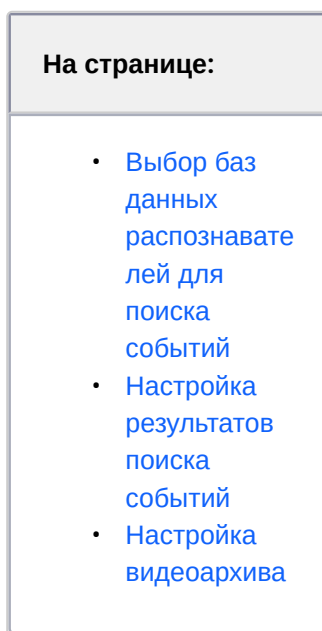 На странице:
• Выбор баз
данных
распознавате
лей для
поиска
событий
• Настройка
результатов
поиска
событий
• Настройка
видеоархива